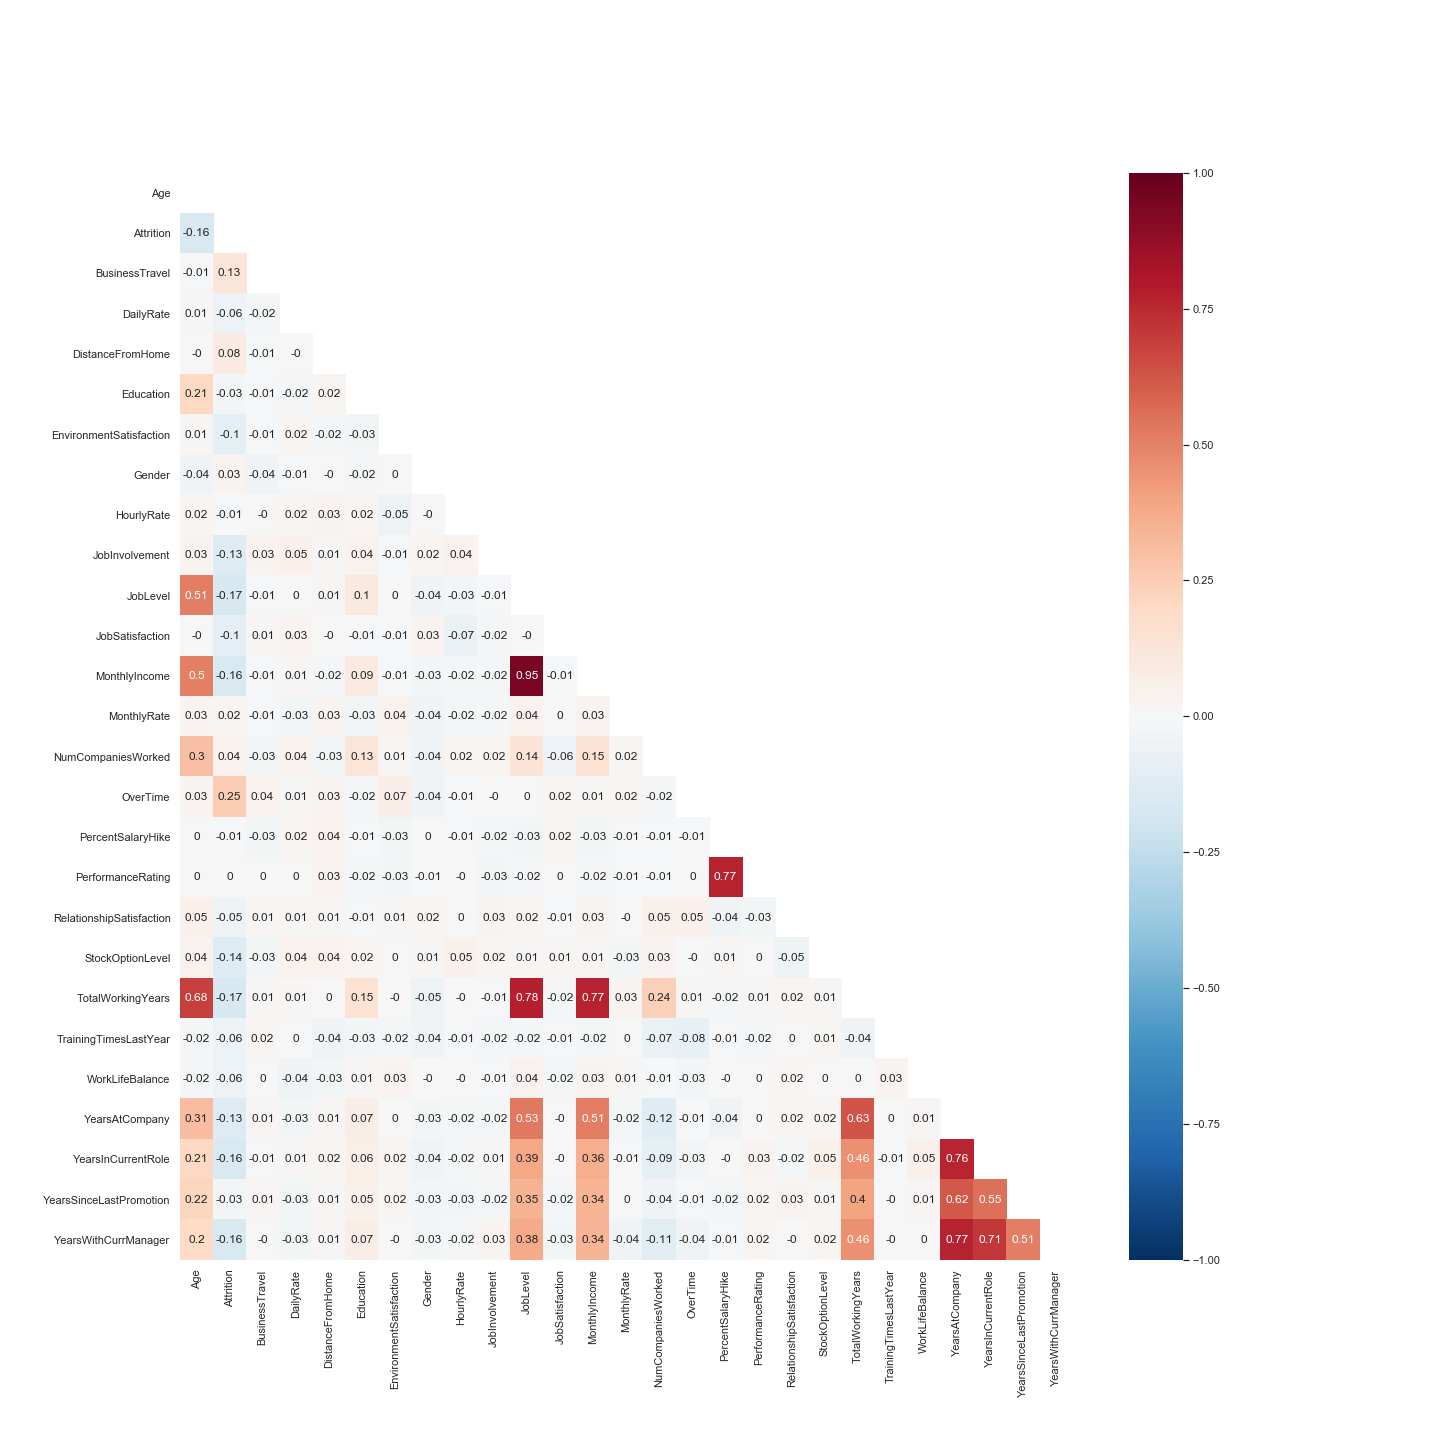 Age
Attrition -0.16
BusinessTravel -0.01 0.13
DailyRate 0.01 -0.06 -0.02
DistanceFromHome -0 0.08 -0.01 -0
Education 0.21 -0.03 -0.01 -0.02 0.02
EnvironmentSatisfaction 0.01 -0.1 -0.01 0.02 -0.02 -0.03
Gender -0.04 0.03 -0.04 -0.01 -0 -0.02 0
HourlyRate 0.02 -0.01 -0 0.02 0.03 0.02 -0.05 -0
JobInvolvement 0.03 -0.13 0.03 0.05 0.01 0.04 -0.01 0.02 0.04
JobLevel 0.51 -0.17 -0.01 0 0.01 0.1 0 -0.04 -0.03 -0.01
JobSatisfaction -0 -0.1 0.01 0.03 -0 -0.01 -0.01 0.03 -0.07 -0.02 -0
MonthlyIncome 0.5 -0.16 -0.01 0.01 -0.02 0.09 -0.01 -0.03 -0.02 -0.02 0.95 -0.01
MonthlyRate 0.03 0.02 -0.01 -0.03 0.03 -0.03 0.04 -0.04 -0.02 -0.02 0.04 0 0.03
NumCompaniesWorked 0.3 0.04 -0.03 0.04 -0.03 0.13 0.01 -0.04 0.02 0.02 0.14 -0.06 0.15 0.02
OverTime 0.03 0.25 0.04 0.01 0.03 -0.02 0.07 -0.04 -0.01 -0 0 0.02 0.01 0.02 -0.02
PercentSalaryHike 0 -0.01 -0.03 0.02 0.04 -0.01 -0.03 0 -0.01 -0.02 -0.03 0.02 -0.03 -0.01 -0.01 -0.01
PerformanceRating 0 0 0 0 0.03 -0.02 -0.03 -0.01 -0 -0.03 -0.02 0 -0.02 -0.01 -0.01 0 0.77
RelationshipSatisfaction 0.05 -0.05 0.01 0.01 0.01 -0.01 0.01 0.02 0 0.03 0.02 -0.01 0.03 -0 0.05 0.05 -0.04 -0.03
StockOptionLevel 0.04 -0.14 -0.03 0.04 0.04 0.02 0 0.01 0.05 0.02 0.01 0.01 0.01 -0.03 0.03 -0 0.01 0 -0.05
TotalWorkingYears 0.68 -0.17 0.01 0.01 0 0.15 -0 -0.05 -0 -0.01 0.78 -0.02 0.77 0.03 0.24 0.01 -0.02 0.01 0.02 0.01
TrainingTimesLastYear -0.02 -0.06 0.02 0 -0.04 -0.03 -0.02 -0.04 -0.01 -0.02 -0.02 -0.01 -0.02 0 -0.07 -0.08 -0.01 -0.02 0 0.01 -0.04
WorkLifeBalance -0.02 -0.06 0 -0.04 -0.03 0.01 0.03 -0 -0 -0.01 0.04 -0.02 0.03 0.01 -0.01 -0.03 -0 0 0.02 0 0 0.03
YearsAtCompany 0.31 -0.13 0.01 -0.03 0.01 0.07 0 -0.03 -0.02 -0.02 0.53 -0 0.51 -0.02 -0.12 -0.01 -0.04 0 0.02 0.02 0.63 0 0.01
YearsInCurrentRole 0.21 -0.16 -0.01 0.01 0.02 0.06 0.02 -0.04 -0.02 0.01 0.39 -0 0.36 -0.01 -0.09 -0.03 -0 0.03 -0.02 0.05 0.46 -0.01 0.05 0.76
YearsSinceLastPromotion 0.22 -0.03 0.01 -0.03 0.01 0.05 0.02 -0.03 -0.03 -0.02 0.35 -0.02 0.34 0 -0.04 -0.01 -0.02 0.02 0.03 0.01 0.4 -0 0.01 0.62 0.55
YearsWithCurrManager 0.2 -0.16 -0 -0.03 0.01 0.07 -0 -0.03 -0.02 0.03 0.38 -0.03 0.34 -0.04 -0.11 -0.04 -0.01 0.02 -0 0.02 0.46 -0 0 0.77 0.71 0.51
Age
Attrition
BusinessTravel
DailyRate
DistanceFromHome
Education
EnvironmentSatisfaction
Gender
HourlyRate
JobInvolvement
JobLevel
JobSatisfaction
MonthlyIncome
MonthlyRate
NumCompaniesWorked
OverTime
PercentSalaryHike
PerformanceRating
RelationshipSatisfaction
StockOptionLevel
TotalWorkingYears
TrainingTimesLastYear
WorkLifeBalance
YearsAtCompany
YearsInCurrentRole
YearsSinceLastPromotion
YearsWithCurrManager
1.00
0.75
0.50
0.25
0.00
−0.25
−0.50
−0.75
−1.00